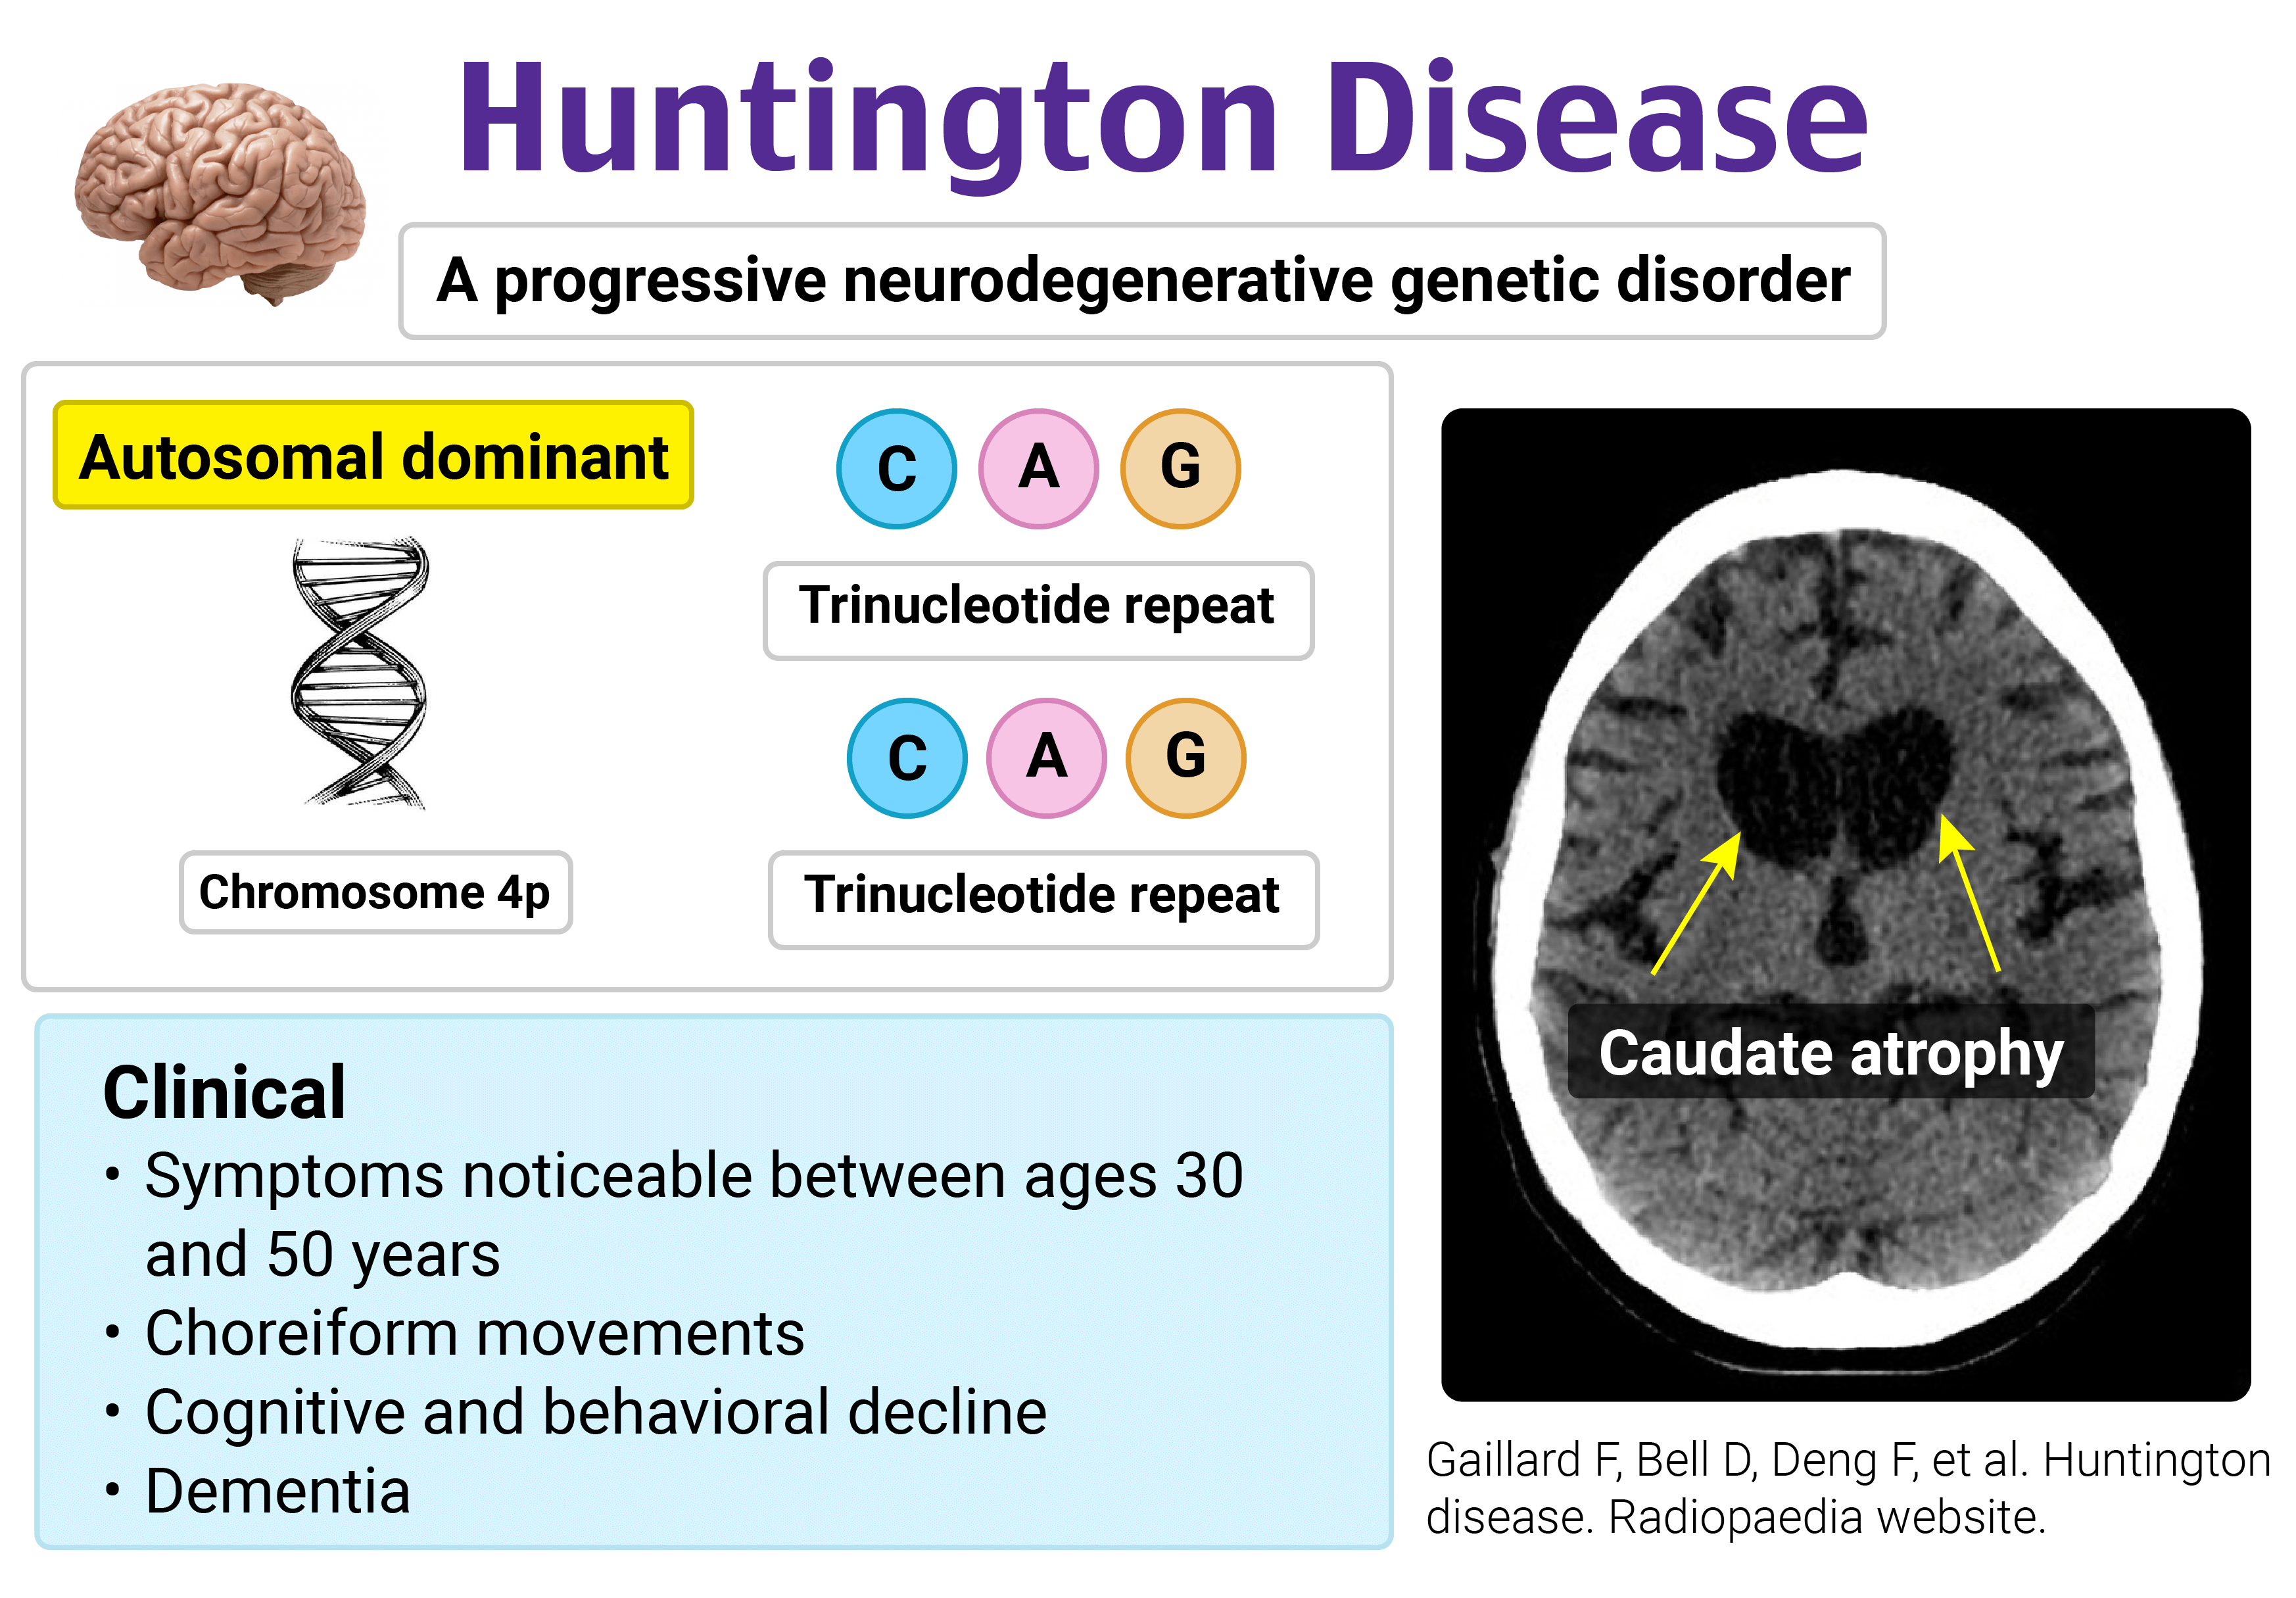 Huntington Disease
A progressive neurodegenerative genetic disorder
Autosomal dominant
C A G
Trinucleotide repeat
C A G
Trinucleotide repeat
Chromosome 4p
Caudate atrophy
Clinical
• Symptoms noticeable between ages 30
and 50 years
• Choreiform movements
• Cognitive and behavioral decline
• Dementia
Gaillard F, Bell D, Deng F, et al. Huntington
disease. Radiopaedia website.